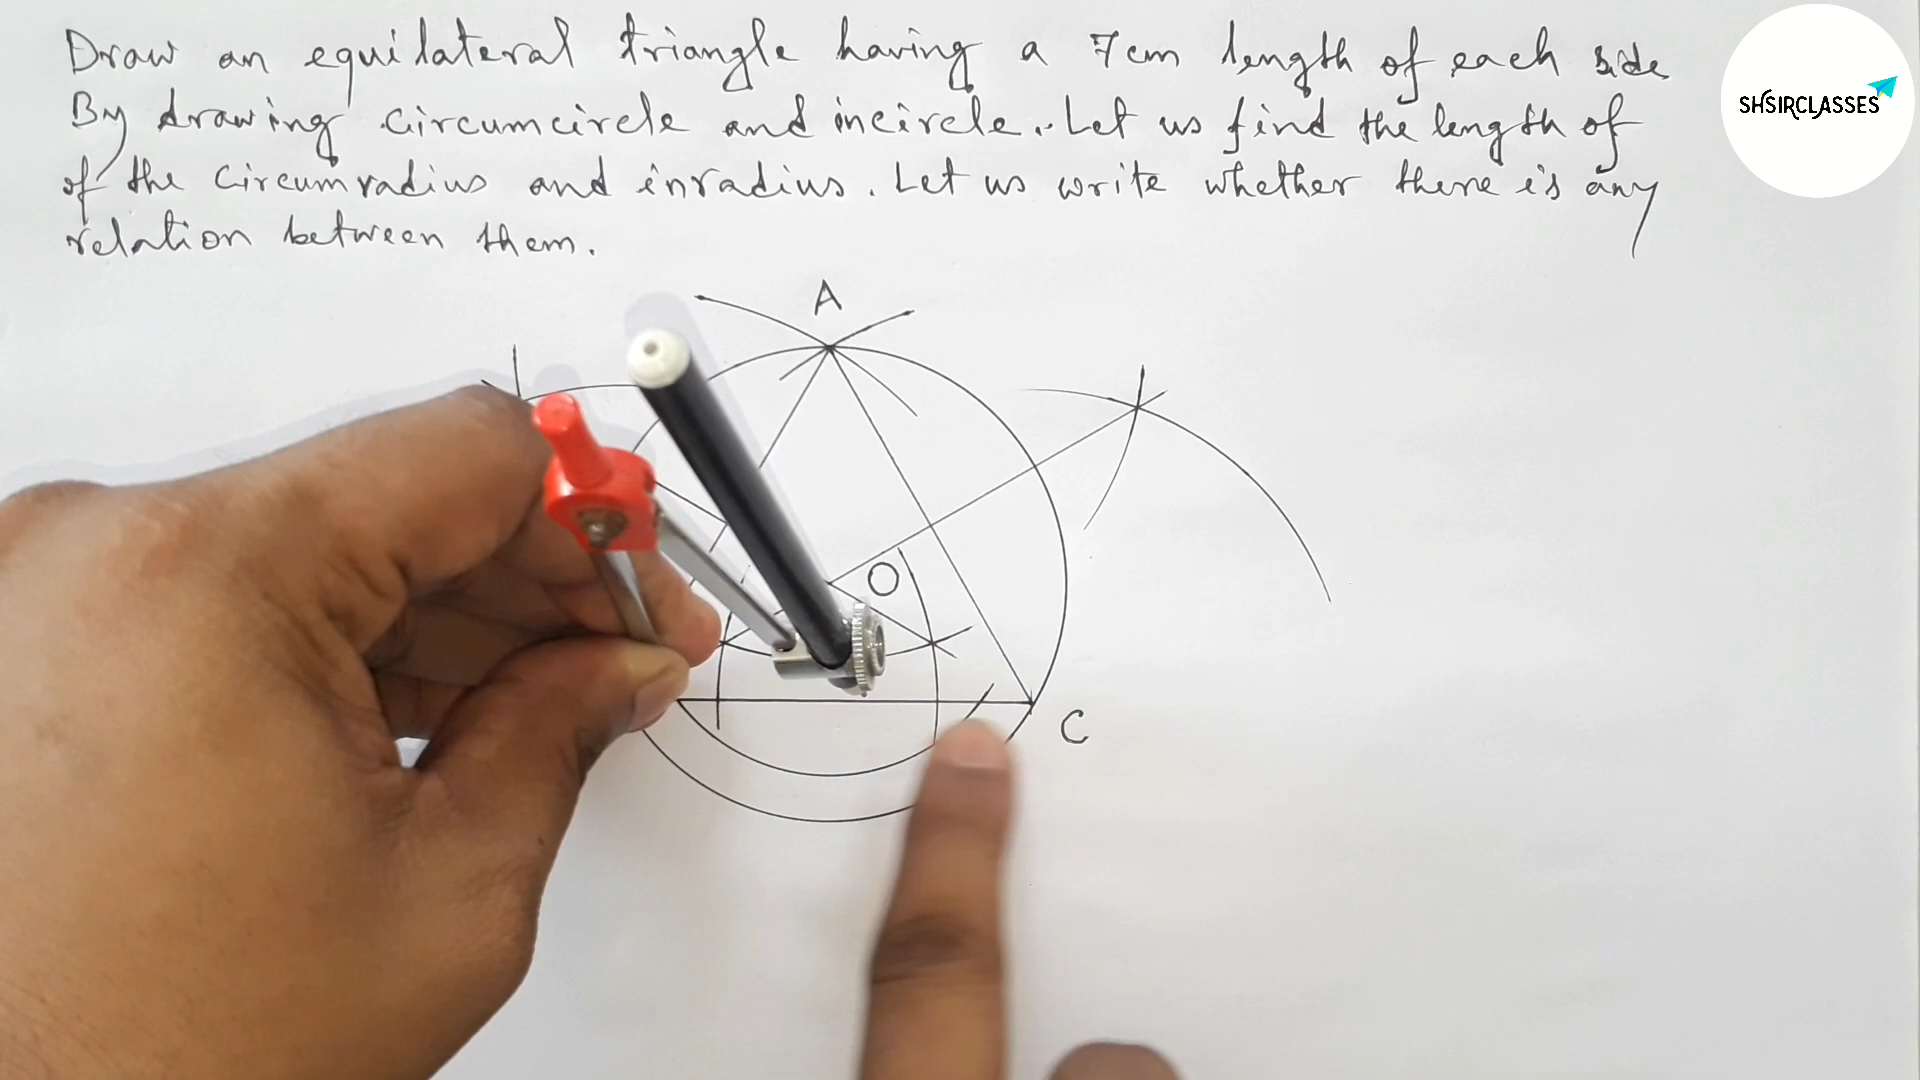 Draw an equilateral triangle having a 7cm length of each side
By drawing circumcircle and incircle. Let us find the length of
of the circumradius and inradius. Let us write whether there is any
relation between them.
SHSIRCLASSES
A
O
C